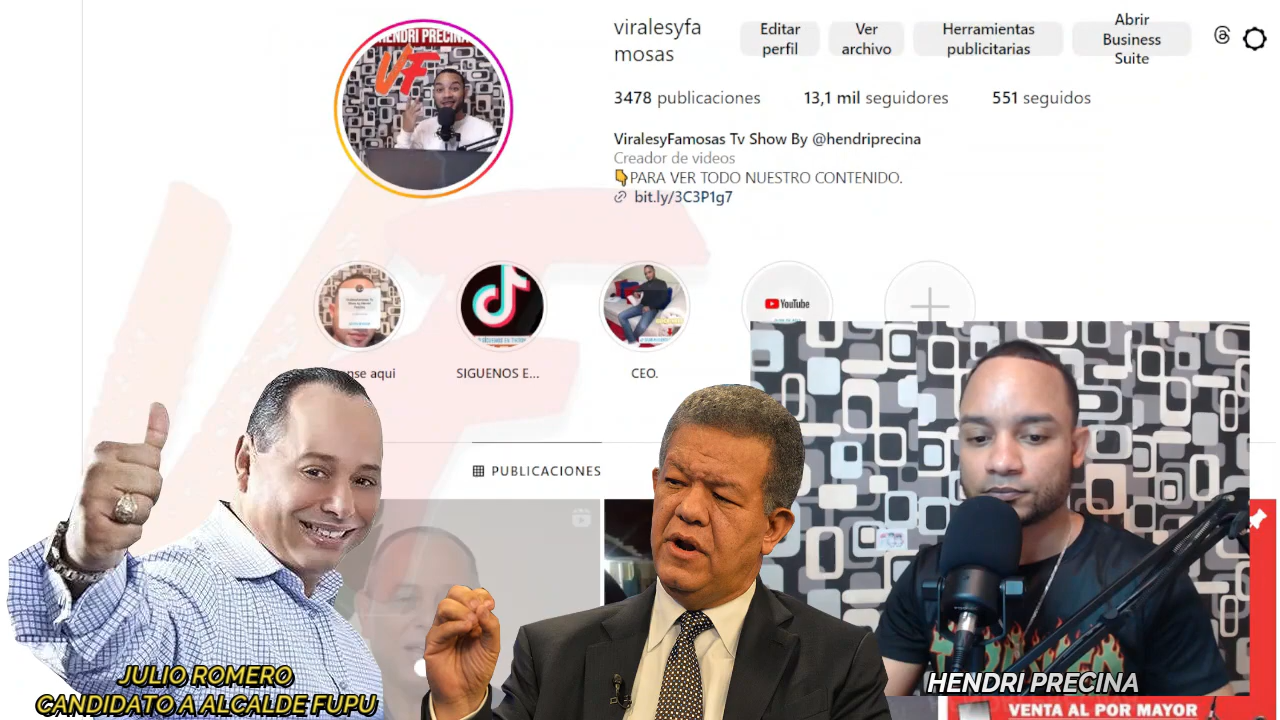 HENDRI PRECINA
VF
viralesyfa
mosas
Editar
perfil
Ver
archivo
Herramientas
publicitarias
Abrir
Business
Suite
3478 publicaciones 13,1 mil seguidores 551 seguidos
ViralesyFamosas Tv Show By @hendriprecina
Creador de videos
PARA VER TODO NUESTRO CONTENIDO.
bit.ly/3C3P1g7
YouTube
nse aqui
SIGUENOS E...
CEO.
PUBLICACIONES
JULIO ROMERO
CANDIDATO A ALCALDE FUPU
HENDRI PRECINA
VENTA AL POR MAYOR